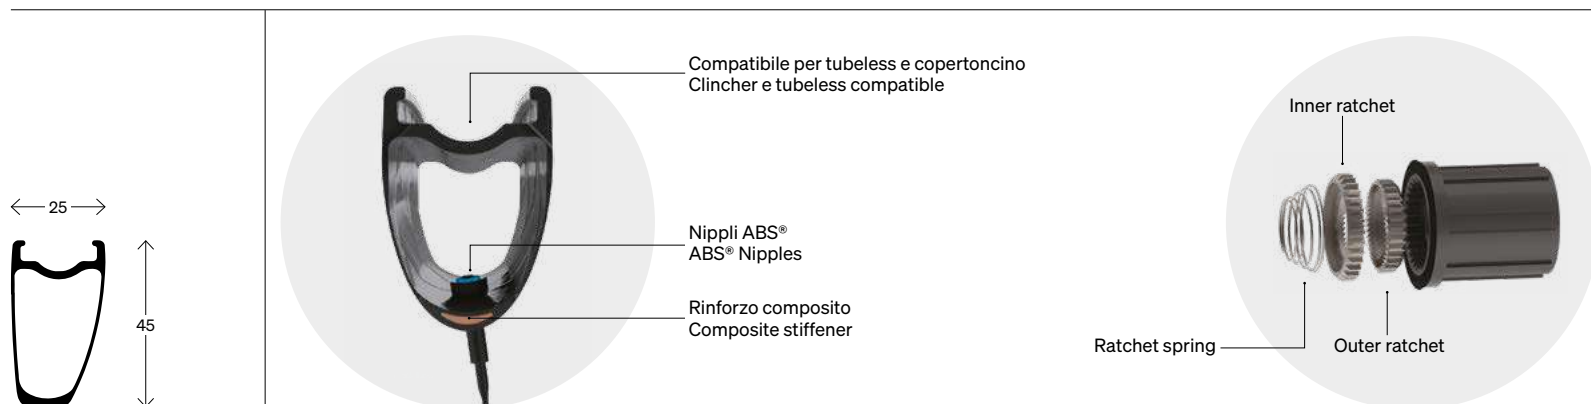 25
45
Compatibile per tubeless e copertoncino
Clincher e tubeless compatible
Nippli ABS®
ABS® Nipples
Rinforzo composito
Composite stiffener
Inner ratchet
Ratchet spring
Outer ratchet